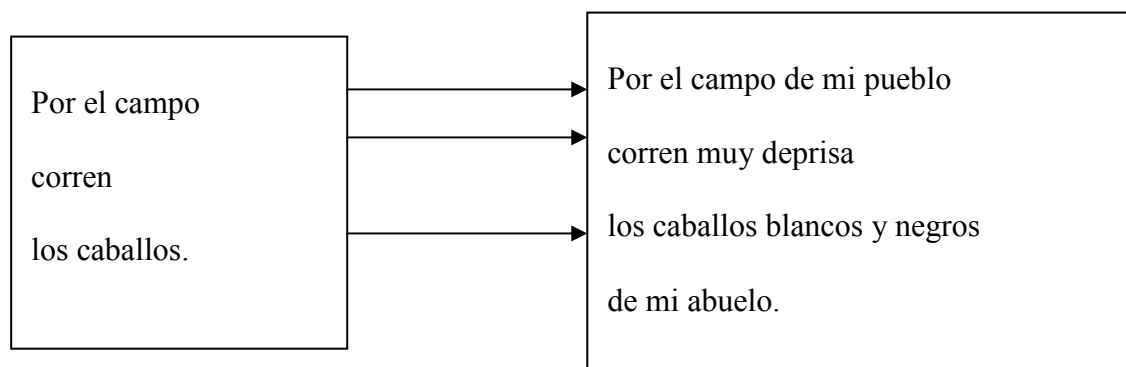 Por el campo
corren
los caballos.
Por el campo de mi pueblo
corren muy deprisa
los caballos blancos y negros
de mi abuelo.